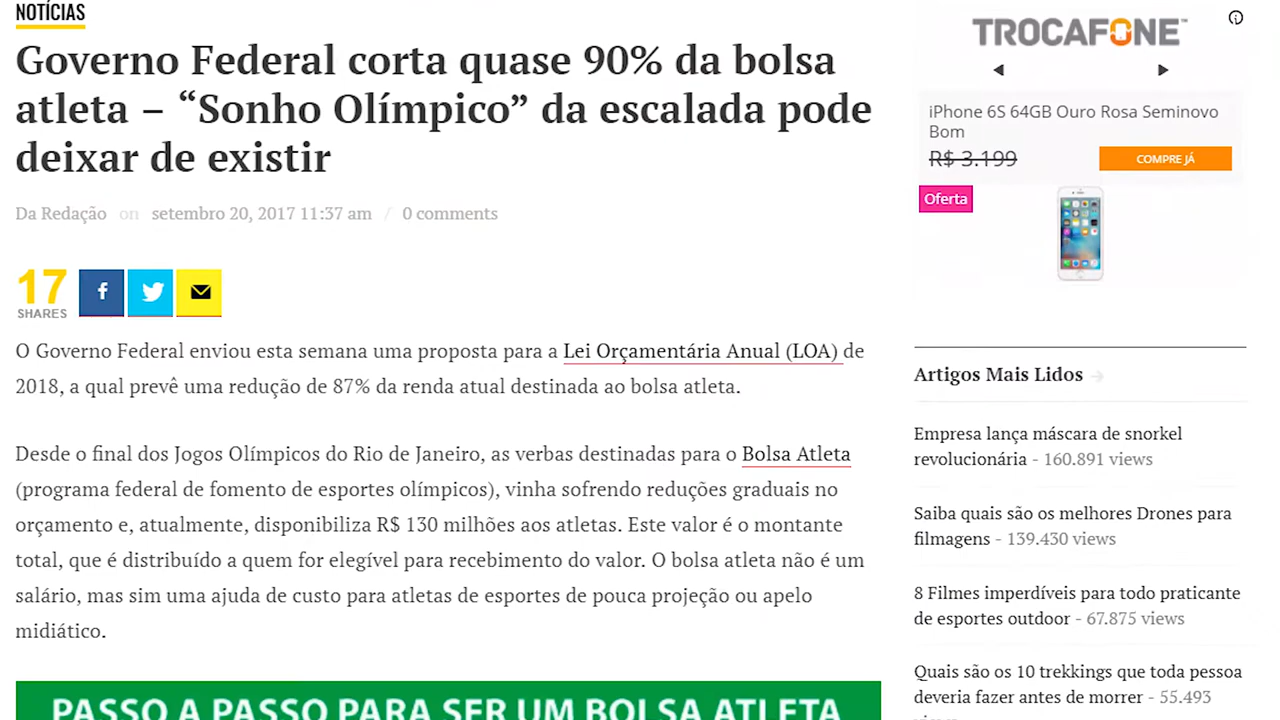 NOTÍCIAS
Governo Federal corta quase 90% da bolsa
atleta – “Sonho Olímpico” da escalada pode
deixar de existir
Da Redação on setembro 20, 2017 11:37 am / 0 comments
17
SHARES
O Governo Federal enviou esta semana uma proposta para a Lei Orçamentária Anual (LOA) de
2018, a qual prevê uma redução de 87% da renda atual destinada ao bolsa atleta.
Desde o final dos Jogos Olímpicos do Rio de Janeiro, as verbas destinadas para o Bolsa Atleta
(programa federal de fomento de esportes olímpicos), vinha sofrendo reduções graduais no
orçamento e, atualmente, disponibiliza R$ 130 milhões aos atletas. Este valor é o montante
total, que é distribuído a quem for elegível para recebimento do valor. O bolsa atleta não é um
salário, mas sim uma ajuda de custo para atletas de esportes de pouca projeção ou apelo
midiático.
PASSO A PASSO PARA SER UM BOLSA ATLETA
TROCAFONE™
iPhone 6S 64GB Ouro Rosa Seminovo
Bom
R$ 3.199
COMPRE JÁ
Oferta
Artigos Mais Lidos →
Empresa lança máscara de snorkel
revolucionária - 160.891 views
Saiba quais são os melhores Drones para
filmagens - 139.430 views
8 Filmes imperdíveis para todo praticante
de esportes outdoor - 67.875 views
Quais são os 10 trekkings que toda pessoa
deveria fazer antes de morrer - 55.493
views